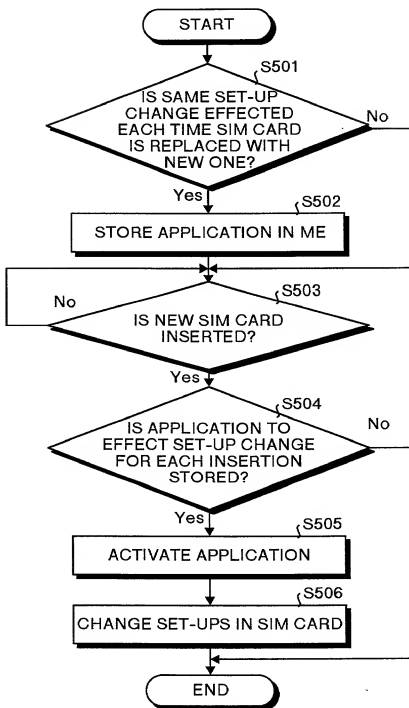 START
S501
IS SAME SET-UP
CHANGE EFFECTED
EACH TIME SIM CARD
IS REPLACED WITH
NEW ONE?
No
Yes
S502
STORE APPLICATION IN ME
No
S503
IS NEW SIM CARD
INSERTED?
Yes
S504
IS APPLICATION TO
EFFECT SET-UP CHANGE
FOR EACH INSERTION
STORED?
No
Yes
S505
ACTIVATE APPLICATION
S506
CHANGE SET-UPS IN SIM CARD
END